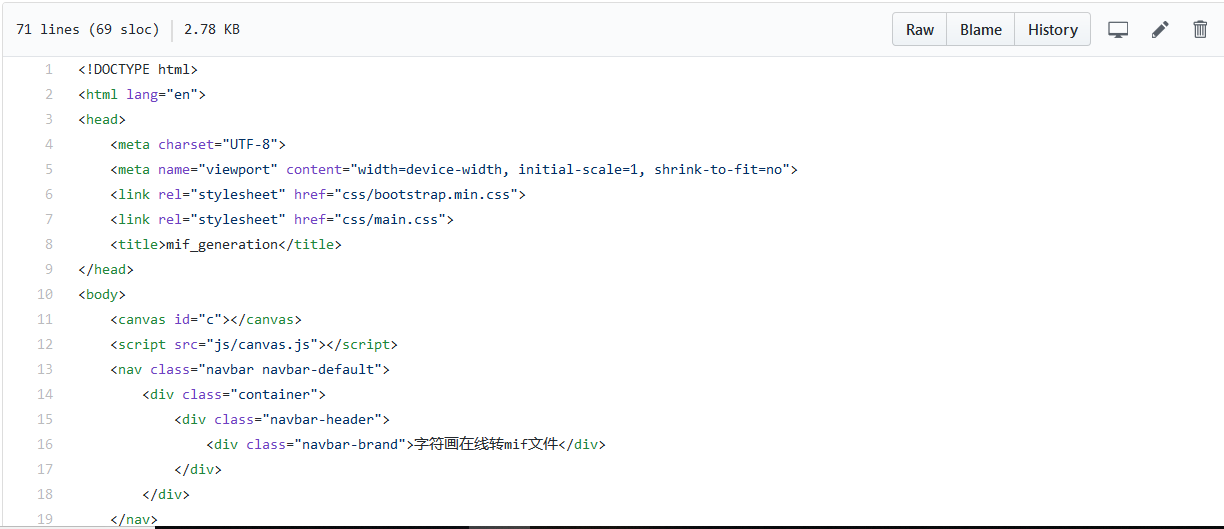 71 lines (69 sloc) 2.78 KB Raw Blame History
1 <!DOCTYPE html>
2 <html lang="en">
3 <head>
4 <meta charset="UTF-8">
5 <meta name="viewport" content="width=device-width, initial-scale=1, shrink-to-fit=no">
6 <link rel="stylesheet" href="css/bootstrap.min.css">
7 <link rel="stylesheet" href="css/main.css">
8 <title>mif_generation</title>
9 </head>
10 <body>
11 <canvas id="c"></canvas>
12 <script src="js/canvas.js"></script>
13 <nav class="navbar navbar-default">
14 <div class="container">
15 <div class="navbar-header">
16 <div class="navbar-brand">字符画在线转mif文件</div>
17 </div>
18 </div>
19 </nav>